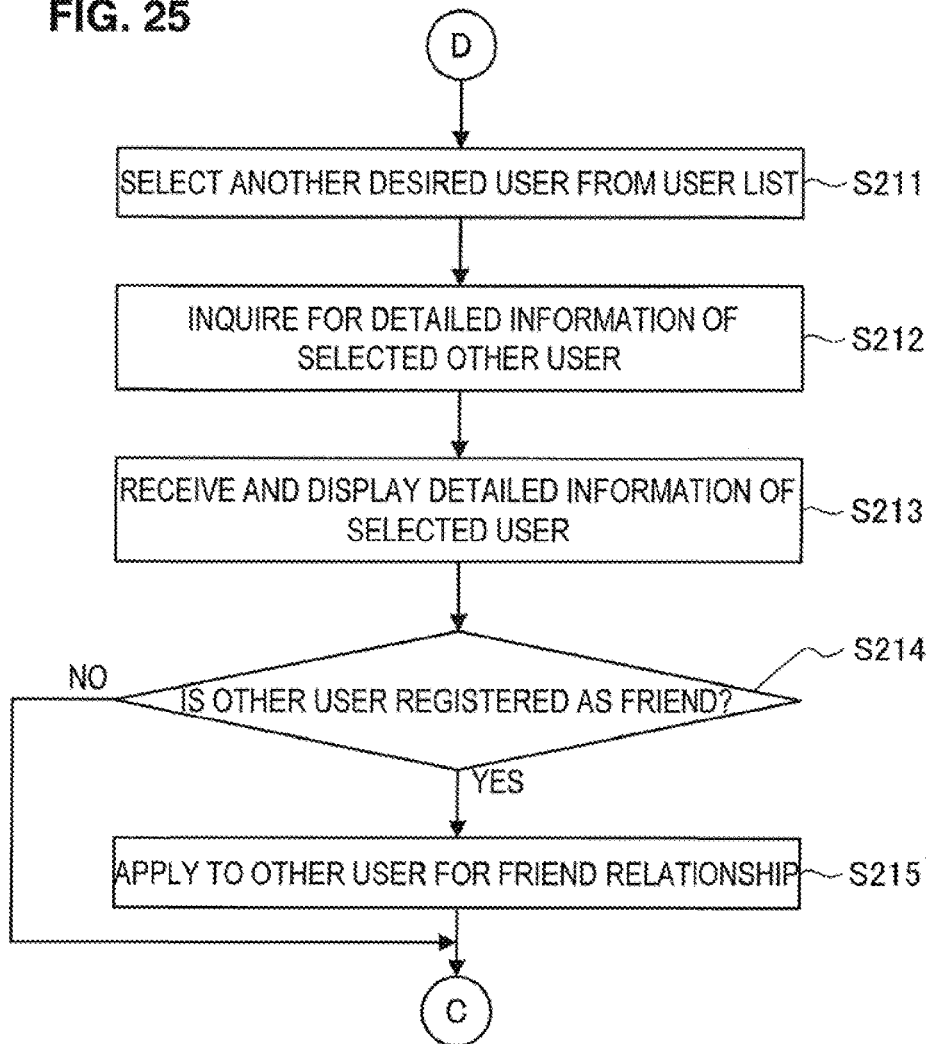 FIG. 25
D
SELECT ANOTHER DESIRED USER FROM USER LIST
S211
INQUIRE FOR DETAILED INFORMATION OF
SELECTED OTHER USER
S212
RECEIVE AND DISPLAY DETAILED INFORMATION OF
SELECTED USER
S213
S214
NO
IS OTHER USER REGISTERED AS FRIEND?
YES
APPLY TO OTHER USER FOR FRIEND RELATIONSHIP
S215
C